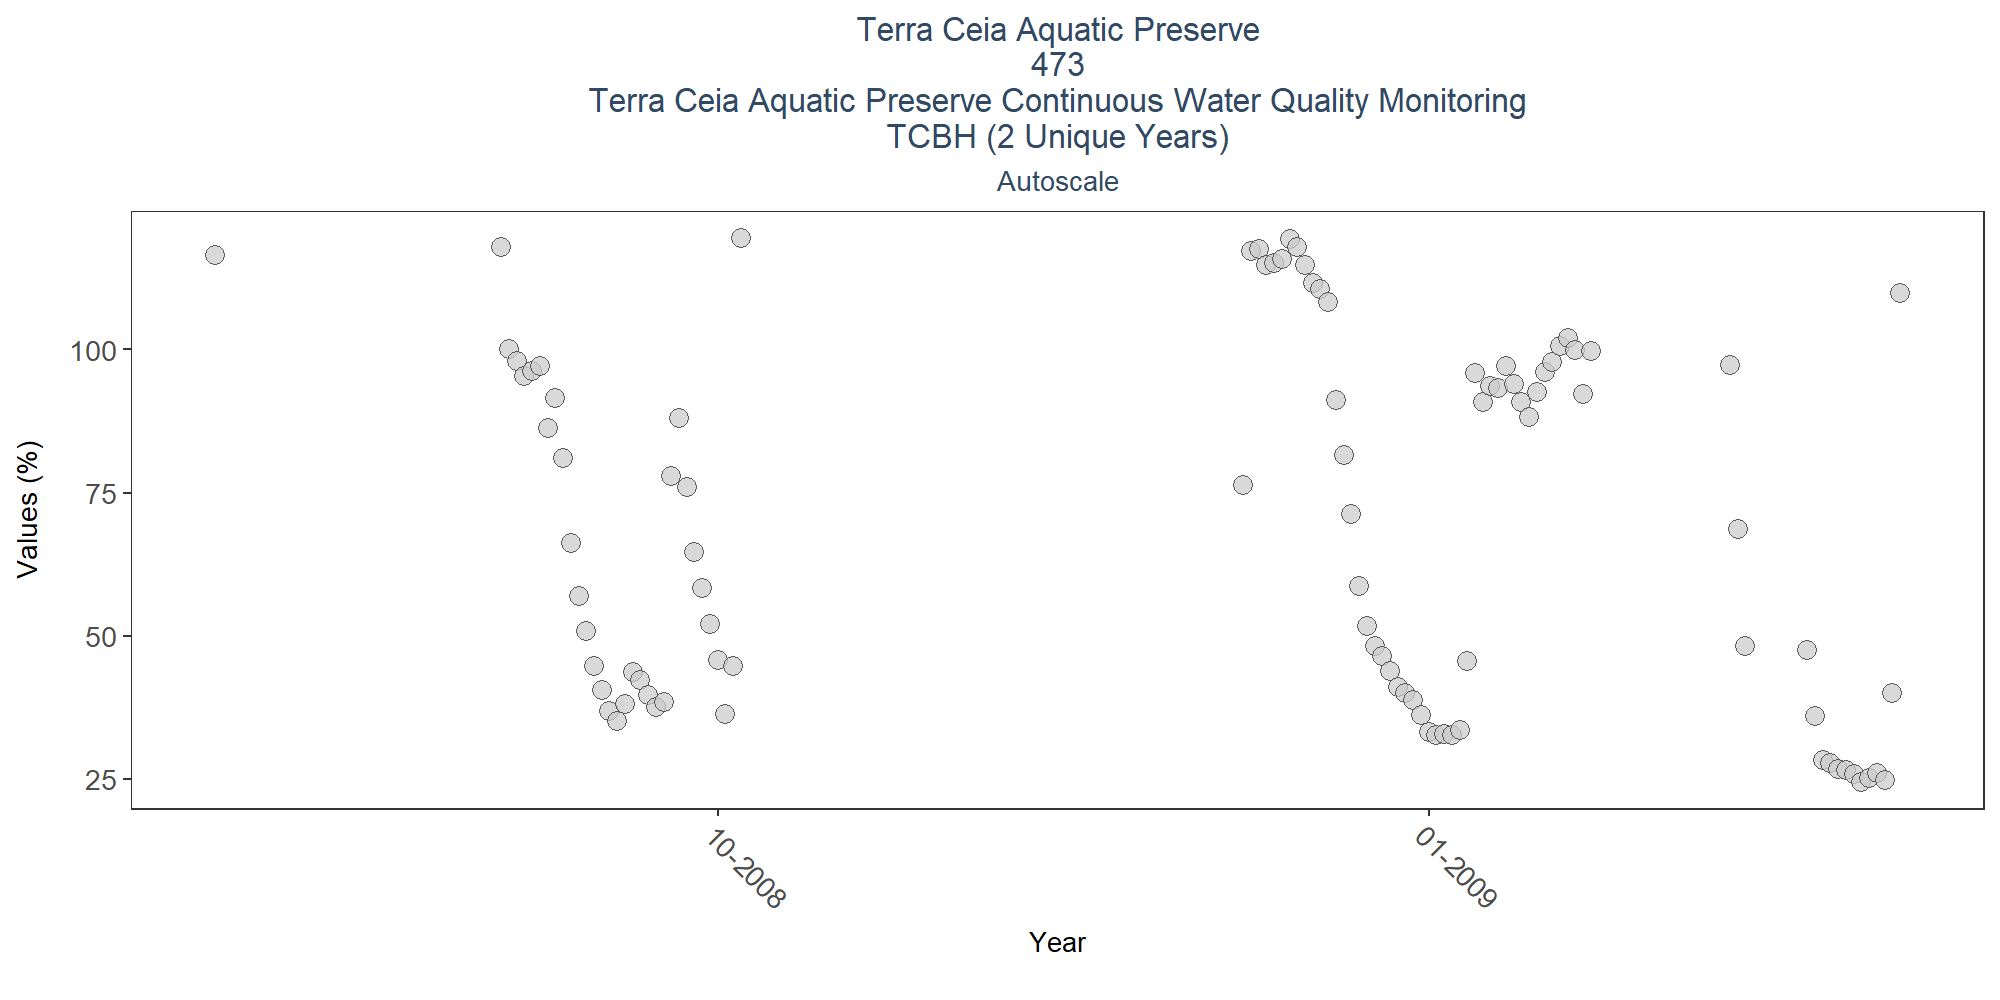 Terra Ceia Aquatic Preserve
473
Terra Ceia Aquatic Preserve Continuous Water Quality Monitoring
TCBH (2 Unique Years)
Autoscale
Values (%)
100
75
50
25
10-2008
01-2009
Year